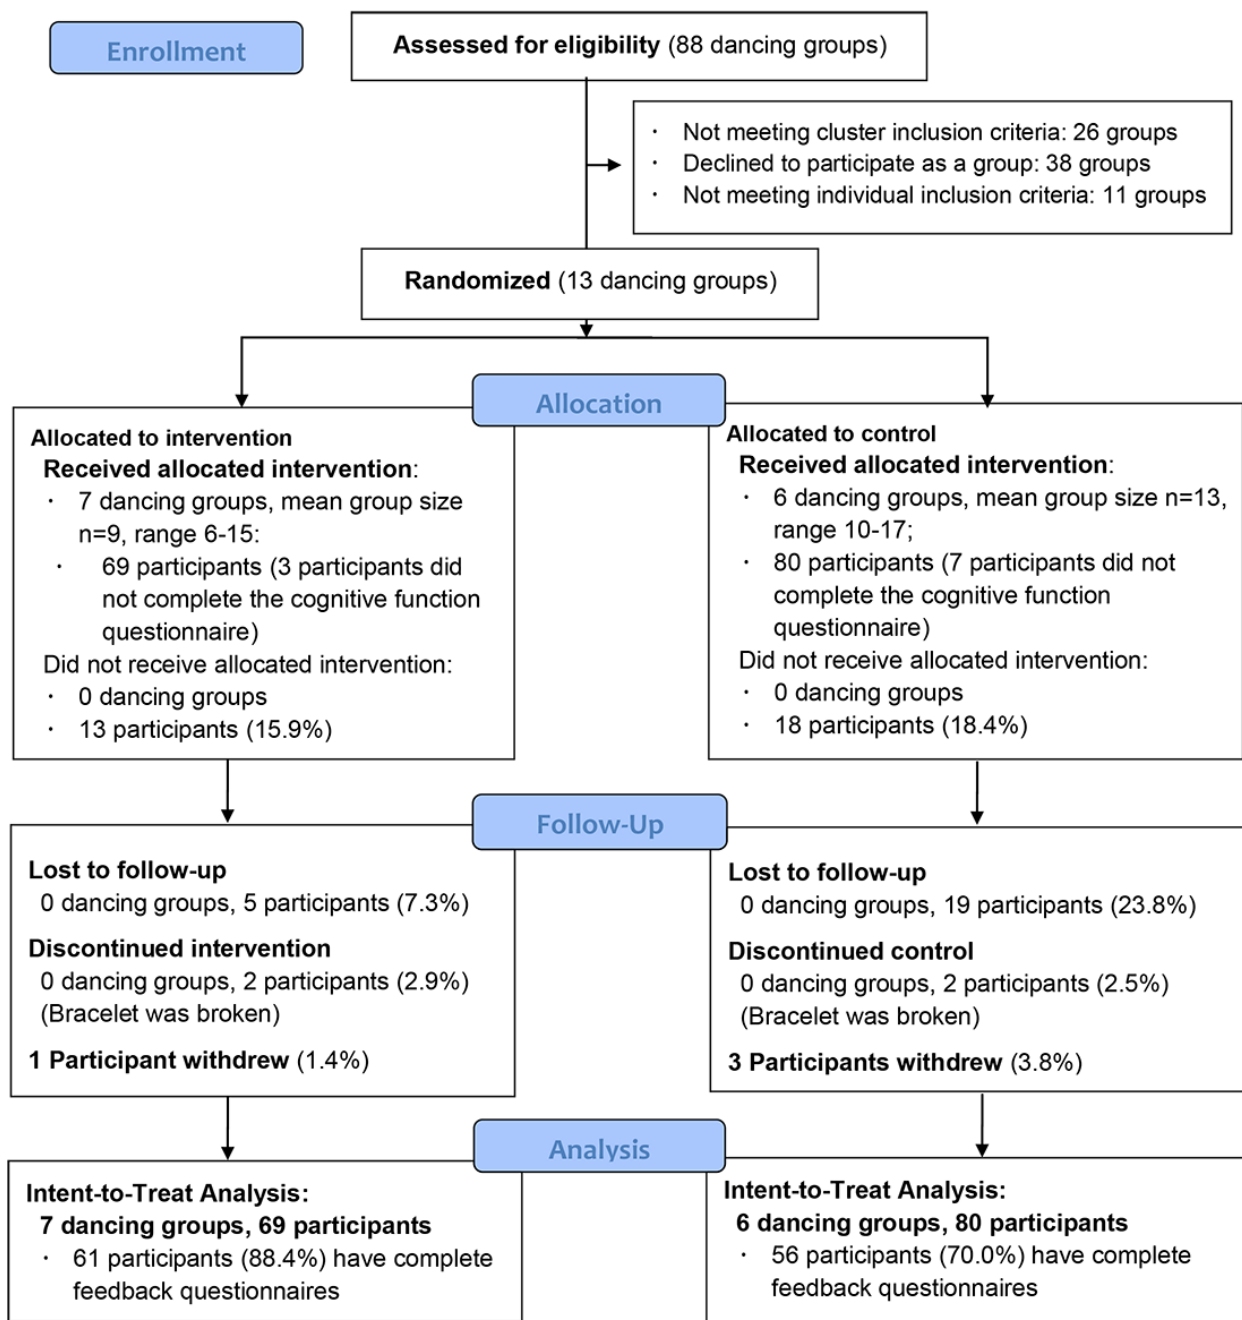 Enrollment
Assessed for eligibility (88 dancing groups)
· Not meeting cluster inclusion criteria: 26 groups
· Declined to participate as a group: 38 groups
· Not meeting individual inclusion criteria: 11 groups
Randomized (13 dancing groups)
Allocation
Allocated to intervention
Received allocated intervention:
· 7 dancing groups, mean group size
n=9, range 6-15:
· 69 participants (3 participants did
not complete the cognitive function
questionnaire)
Did not receive allocated intervention:
· 0 dancing groups
· 13 participants (15.9%)
Allocated to control
Received allocated intervention:
· 6 dancing groups, mean group size n=13,
range 10-17;
· 80 participants (7 participants did not
complete the cognitive function
questionnaire)
Did not receive allocated intervention:
· 0 dancing groups
· 18 participants (18.4%)
Follow-Up
Lost to follow-up
0 dancing groups, 5 participants (7.3%)
Discontinued intervention
0 dancing groups, 2 participants (2.9%)
(Bracelet was broken)
1 Participant withdrew (1.4%)
Lost to follow-up
0 dancing groups, 19 participants (23.8%)
Discontinued control
0 dancing groups, 2 participants (2.5%)
(Bracelet was broken)
3 Participants withdrew (3.8%)
Analysis
Intent-to-Treat Analysis:
7 dancing groups, 69 participants
· 61 participants (88.4%) have complete
feedback questionnaires
Intent-to-Treat Analysis:
6 dancing groups, 80 participants
· 56 participants (70.0%) have complete
feedback questionnaires